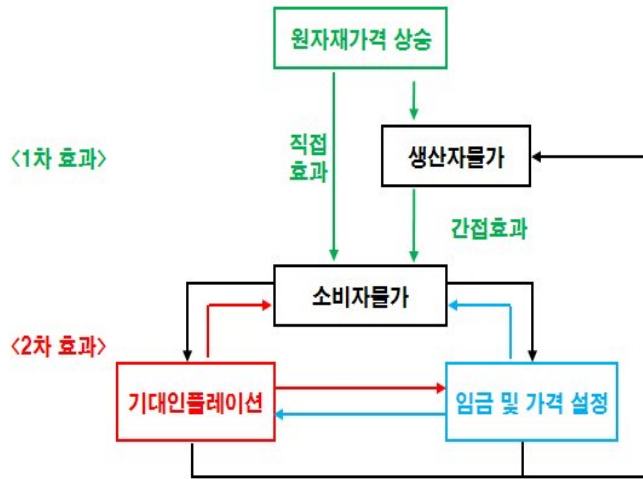 원자재가격 상승
<1차 효과>
직접
효과
생산자물가
간접효과
소비자물가
<2차 효과>
기대인플레이션
임금 및 가격 설정